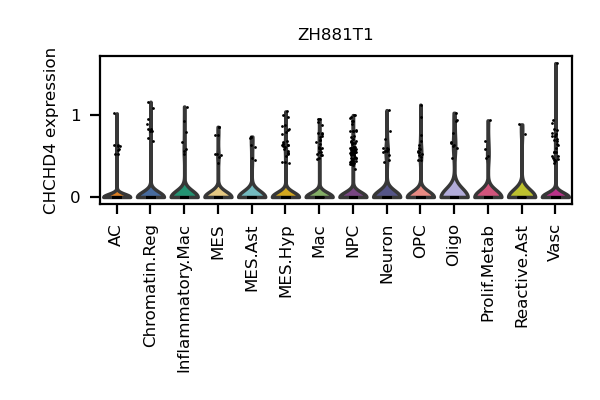 ZH881T1
CHCHD4 expression
1
0
AC
Chromatin.Reg
Inflammatory.Mac
MES
MES.Ast
MES.Hyp
Mac
NPC
Neuron
OPC
Oligo
Prolif.Metab
Reactive.Ast
Vasc